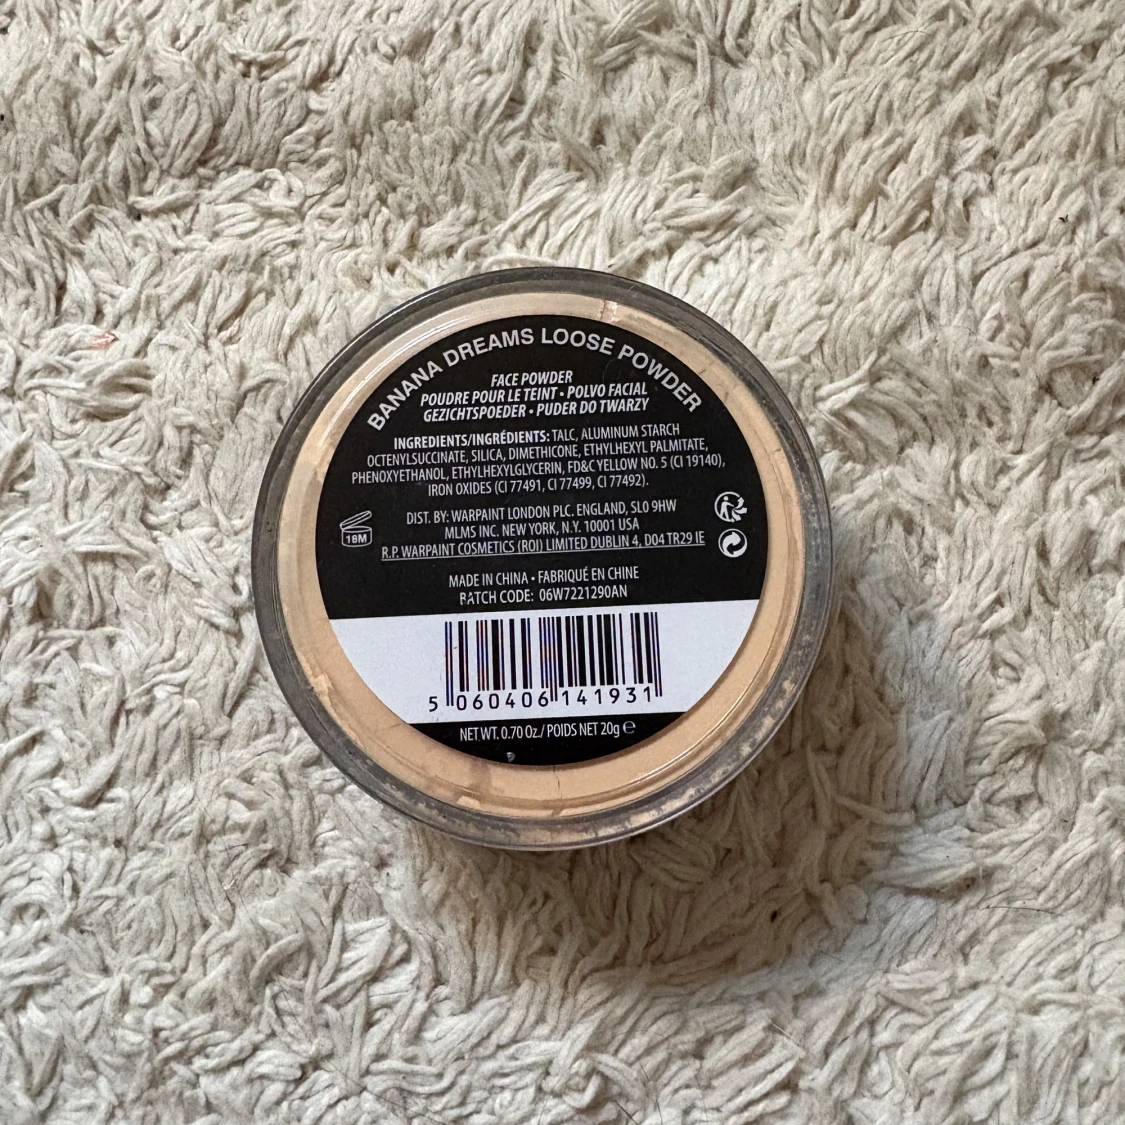 BANANA DREAMS LOOSE POWDER
FACE POWDER
POUDRE POUR LE TEINT • POLVO FACIAL
GEZICHTSPOEDER • PUDER DO TWARZY
INGREDIENTS/INGRÉDIENTS: TALC, ALUMINUM STARCH
OCTENYLSUCCINATE, SILICA, DIMETHICONE, ETHYLHEXYL PALMITATE,
PHENOXYETHANOL, ETHYLHEXYLGLYCERIN, FD&C YELLOW NO. 5 (CI 19140),
IRON OXIDES (CI 77491, CI 77499, CI 77492).
DIST. BY: WARPAINT LONDON PLC. ENGLAND, SL0 9HW
MLMS INC. NEW YORK, N.Y. 10001 USA
R.P. WARPAINT COSMETICS (ROI) LIMITED DUBLIN 4, D04 TR29 IE
18M
MADE IN CHINA • FABRIQUÉ EN CHINE
BATCH CODE: 06W7221290AN
5 060406 141931
NET WT. 0.70 Oz./ POIDS NET 20g ℮